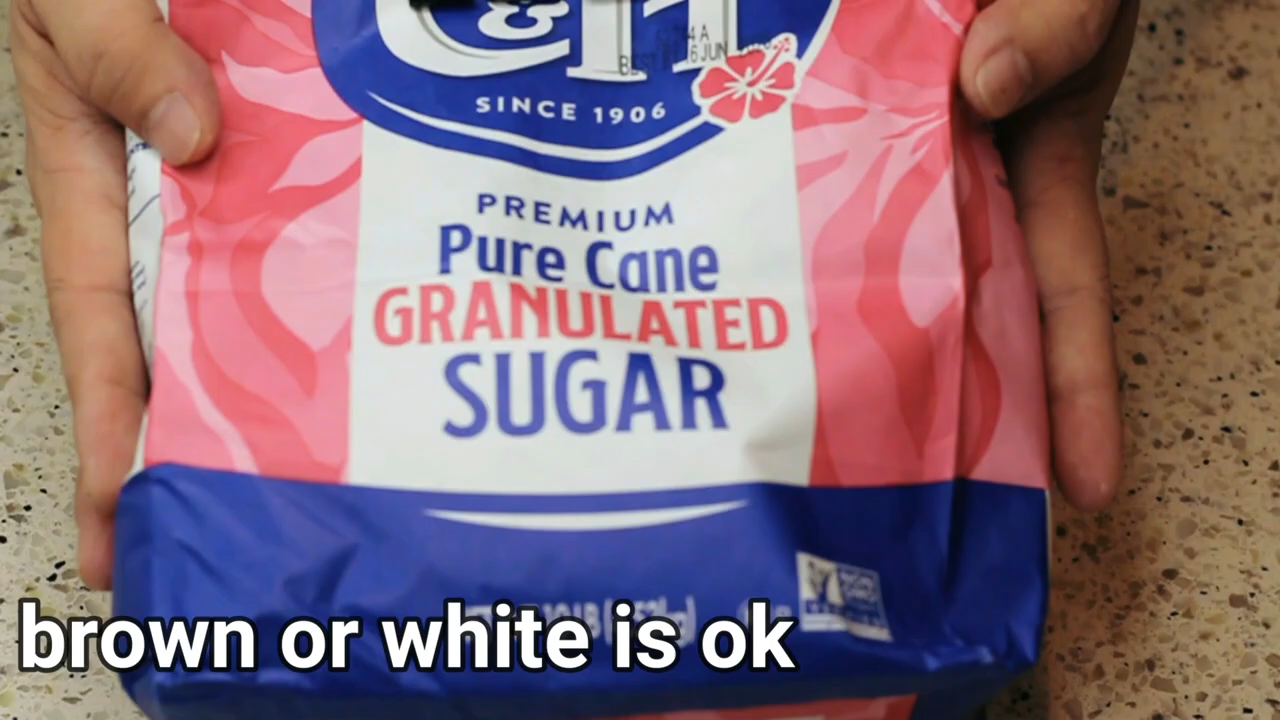 C&H
SINCE 1906
PREMIUM
Pure Cane
GRANULATED
SUGAR
brown or white is ok